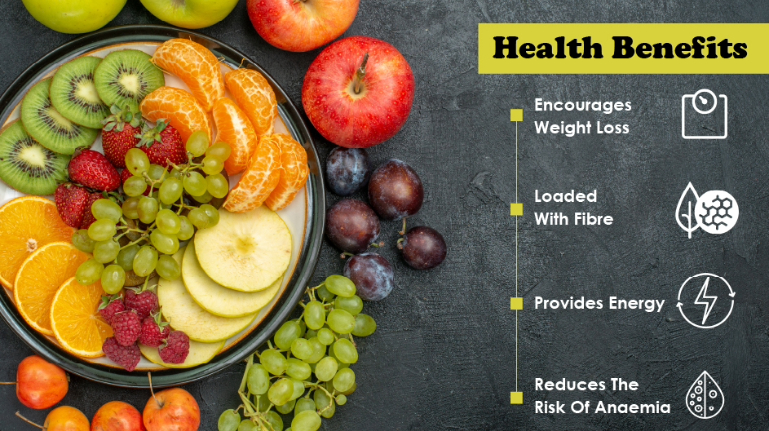 Health Benefits
Encourages
Weight Loss
Loaded
With Fibre
Provides Energy
Reduces The
Risk Of Anaemia